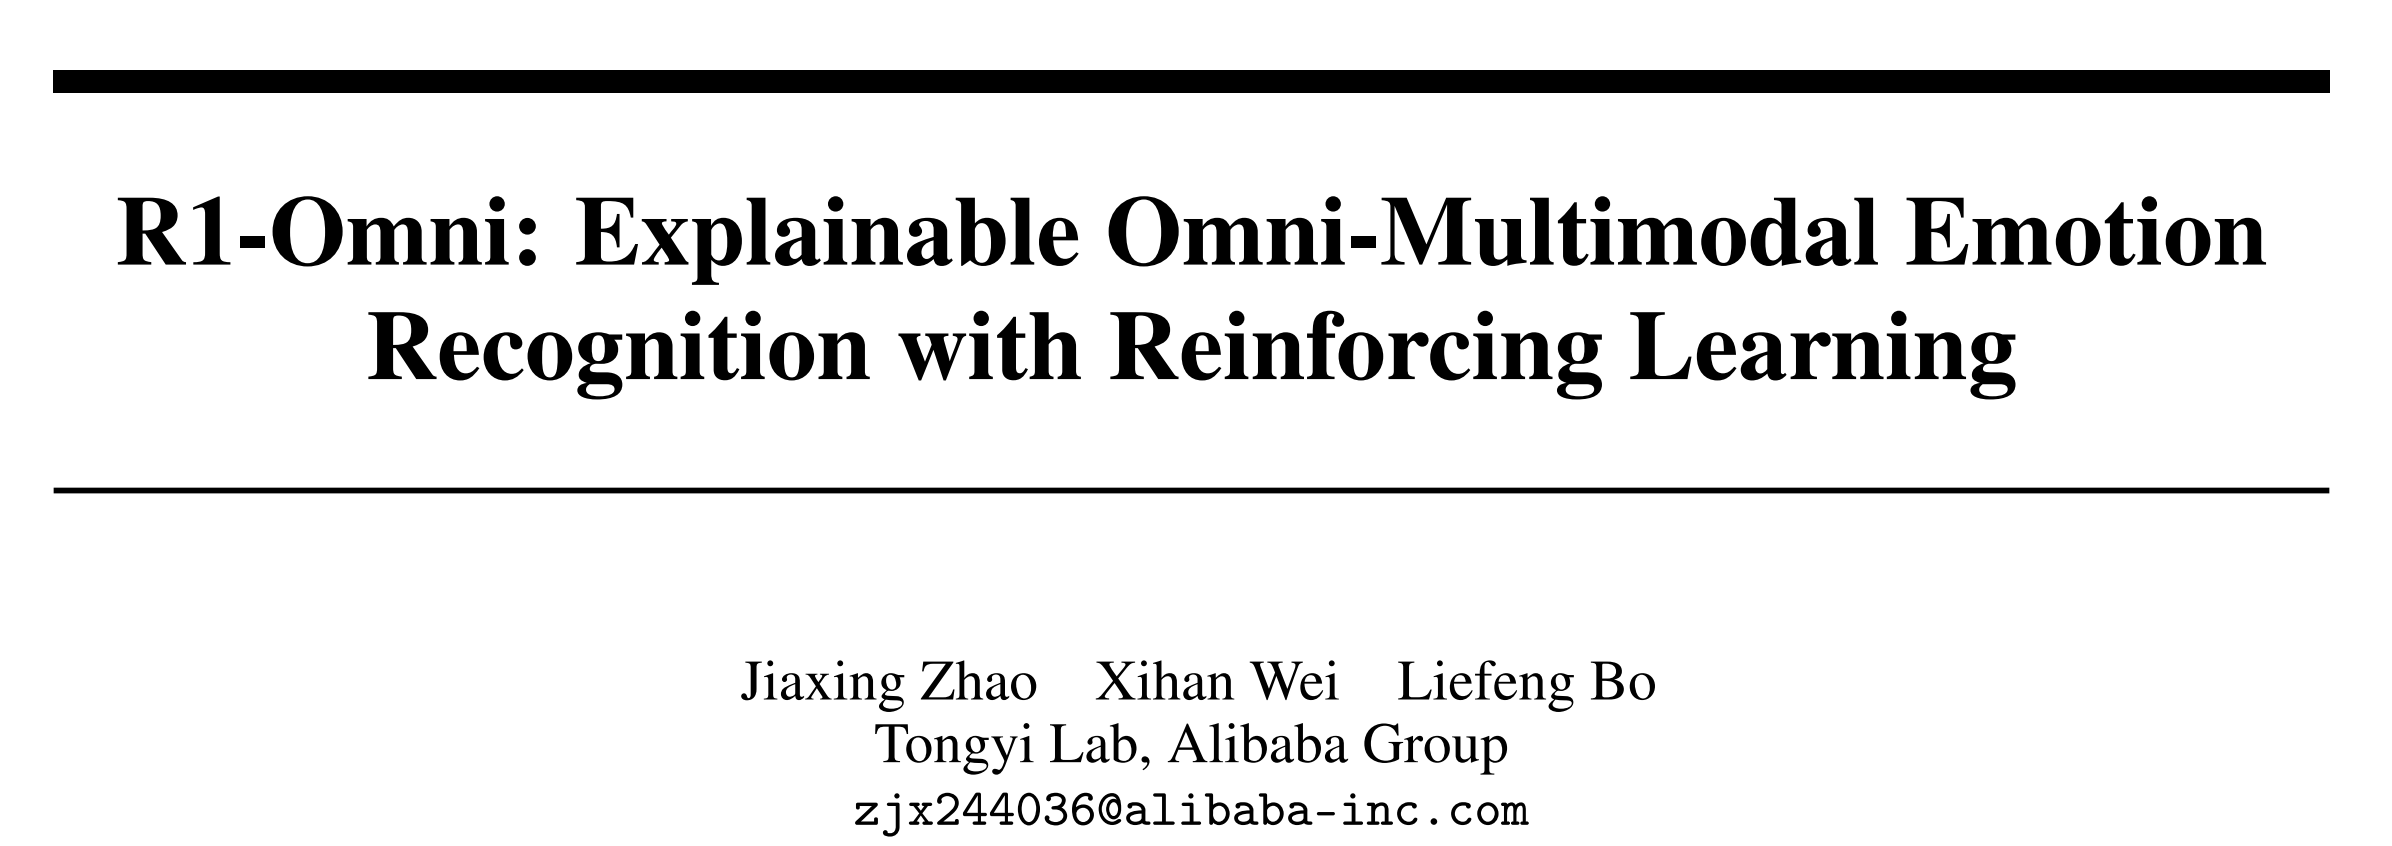 R1-Omni: Explainable Omni-Multimodal Emotion
Recognition with Reinforcing Learning
Jiaxing Zhao Xihan Wei Liefeng Bo
Tongyi Lab, Alibaba Group
zjx244036@alibaba-inc.com